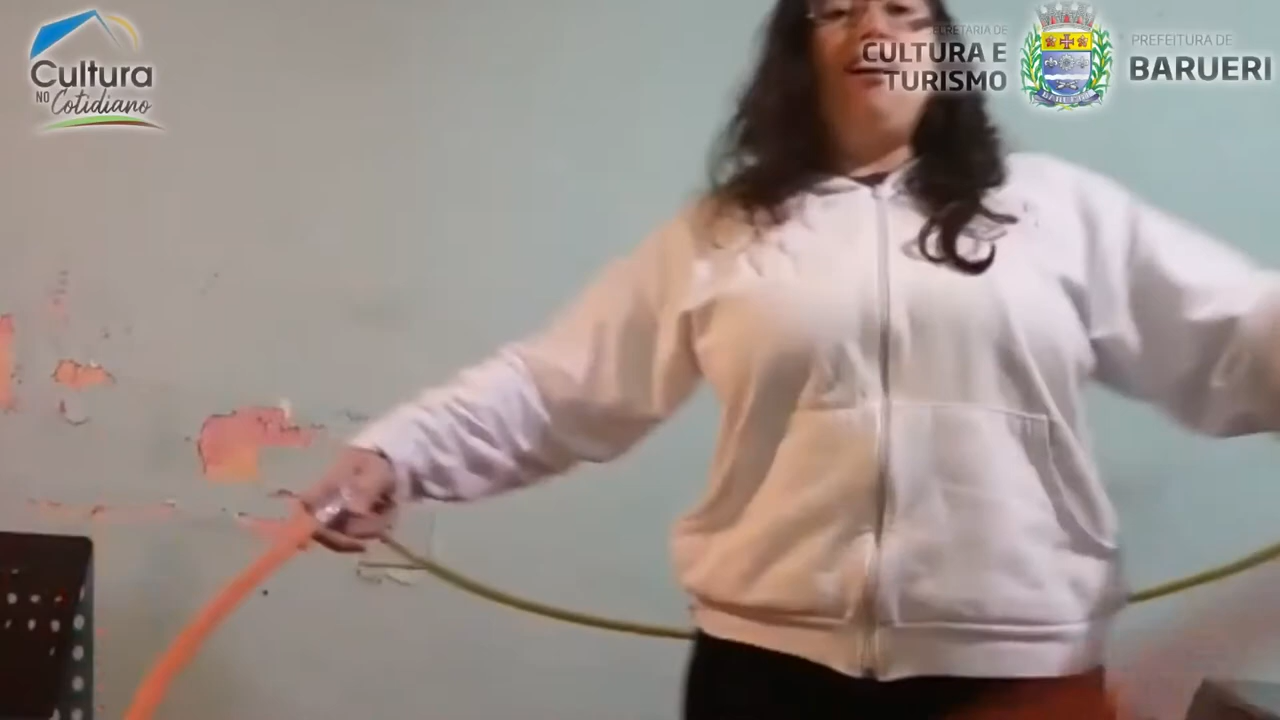 Cultura
NO Cotidiano
SECRETARIA DE
CULTURA E
TURISMO
PREFEITURA DE
BARUERI